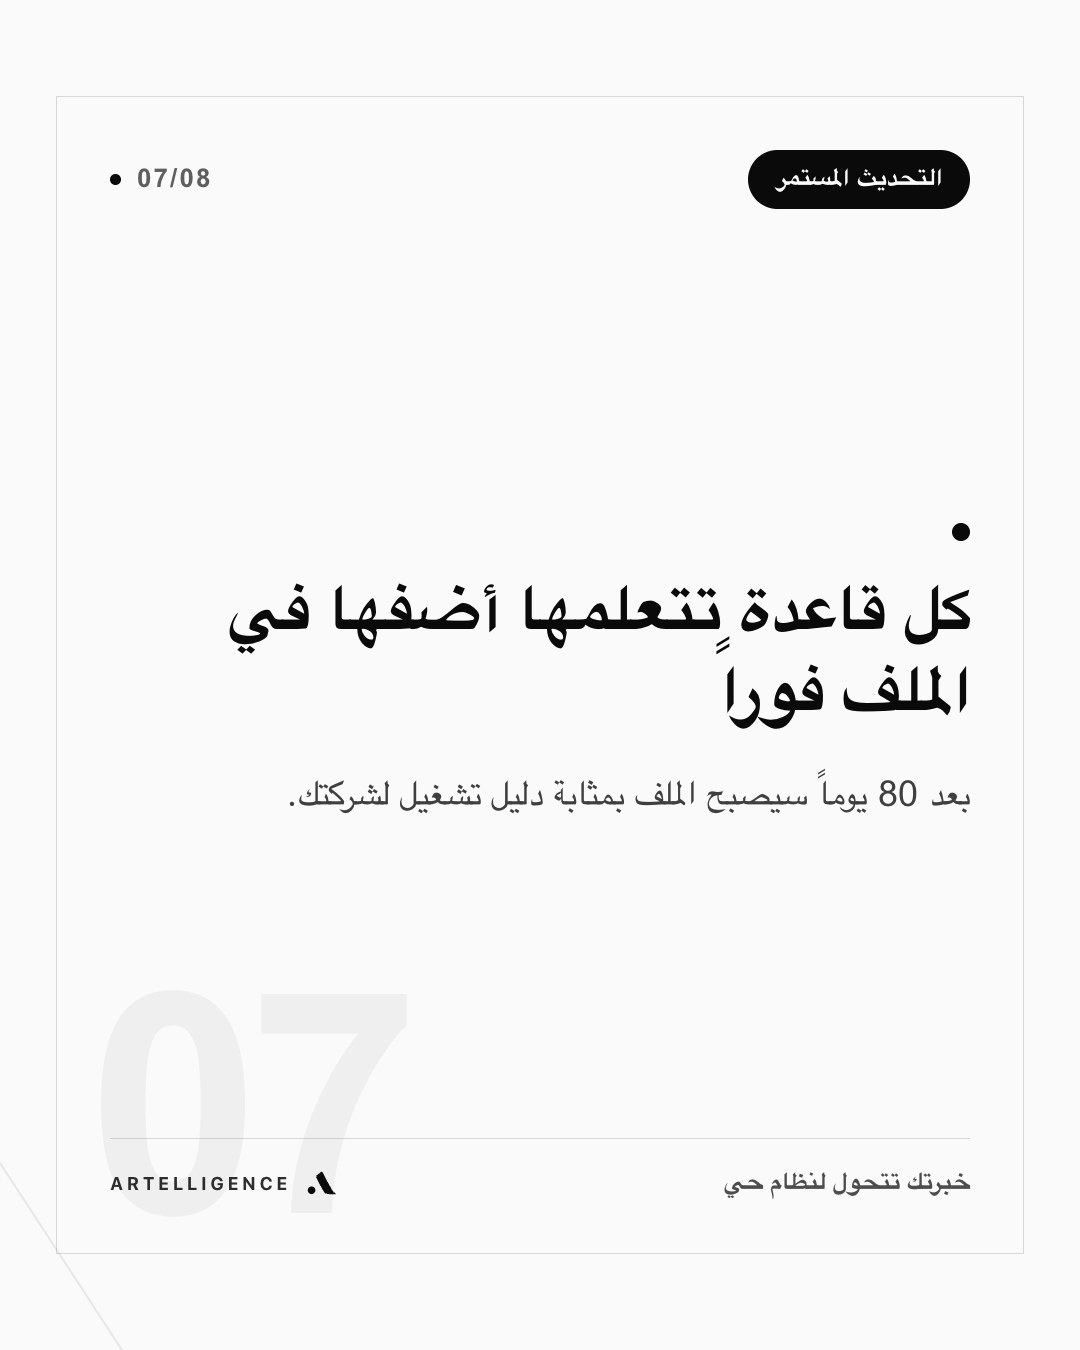 التحديث المستمر
07/08
كل قاعدةٍ تتعلمها أضفها في
الملف فورا
بعد 80 يوماً سيصبح الملف بمثابة دليل تشغيل لشركتك.
07
خبرتك تتحول لنظام حي
ARTELLIGENCE